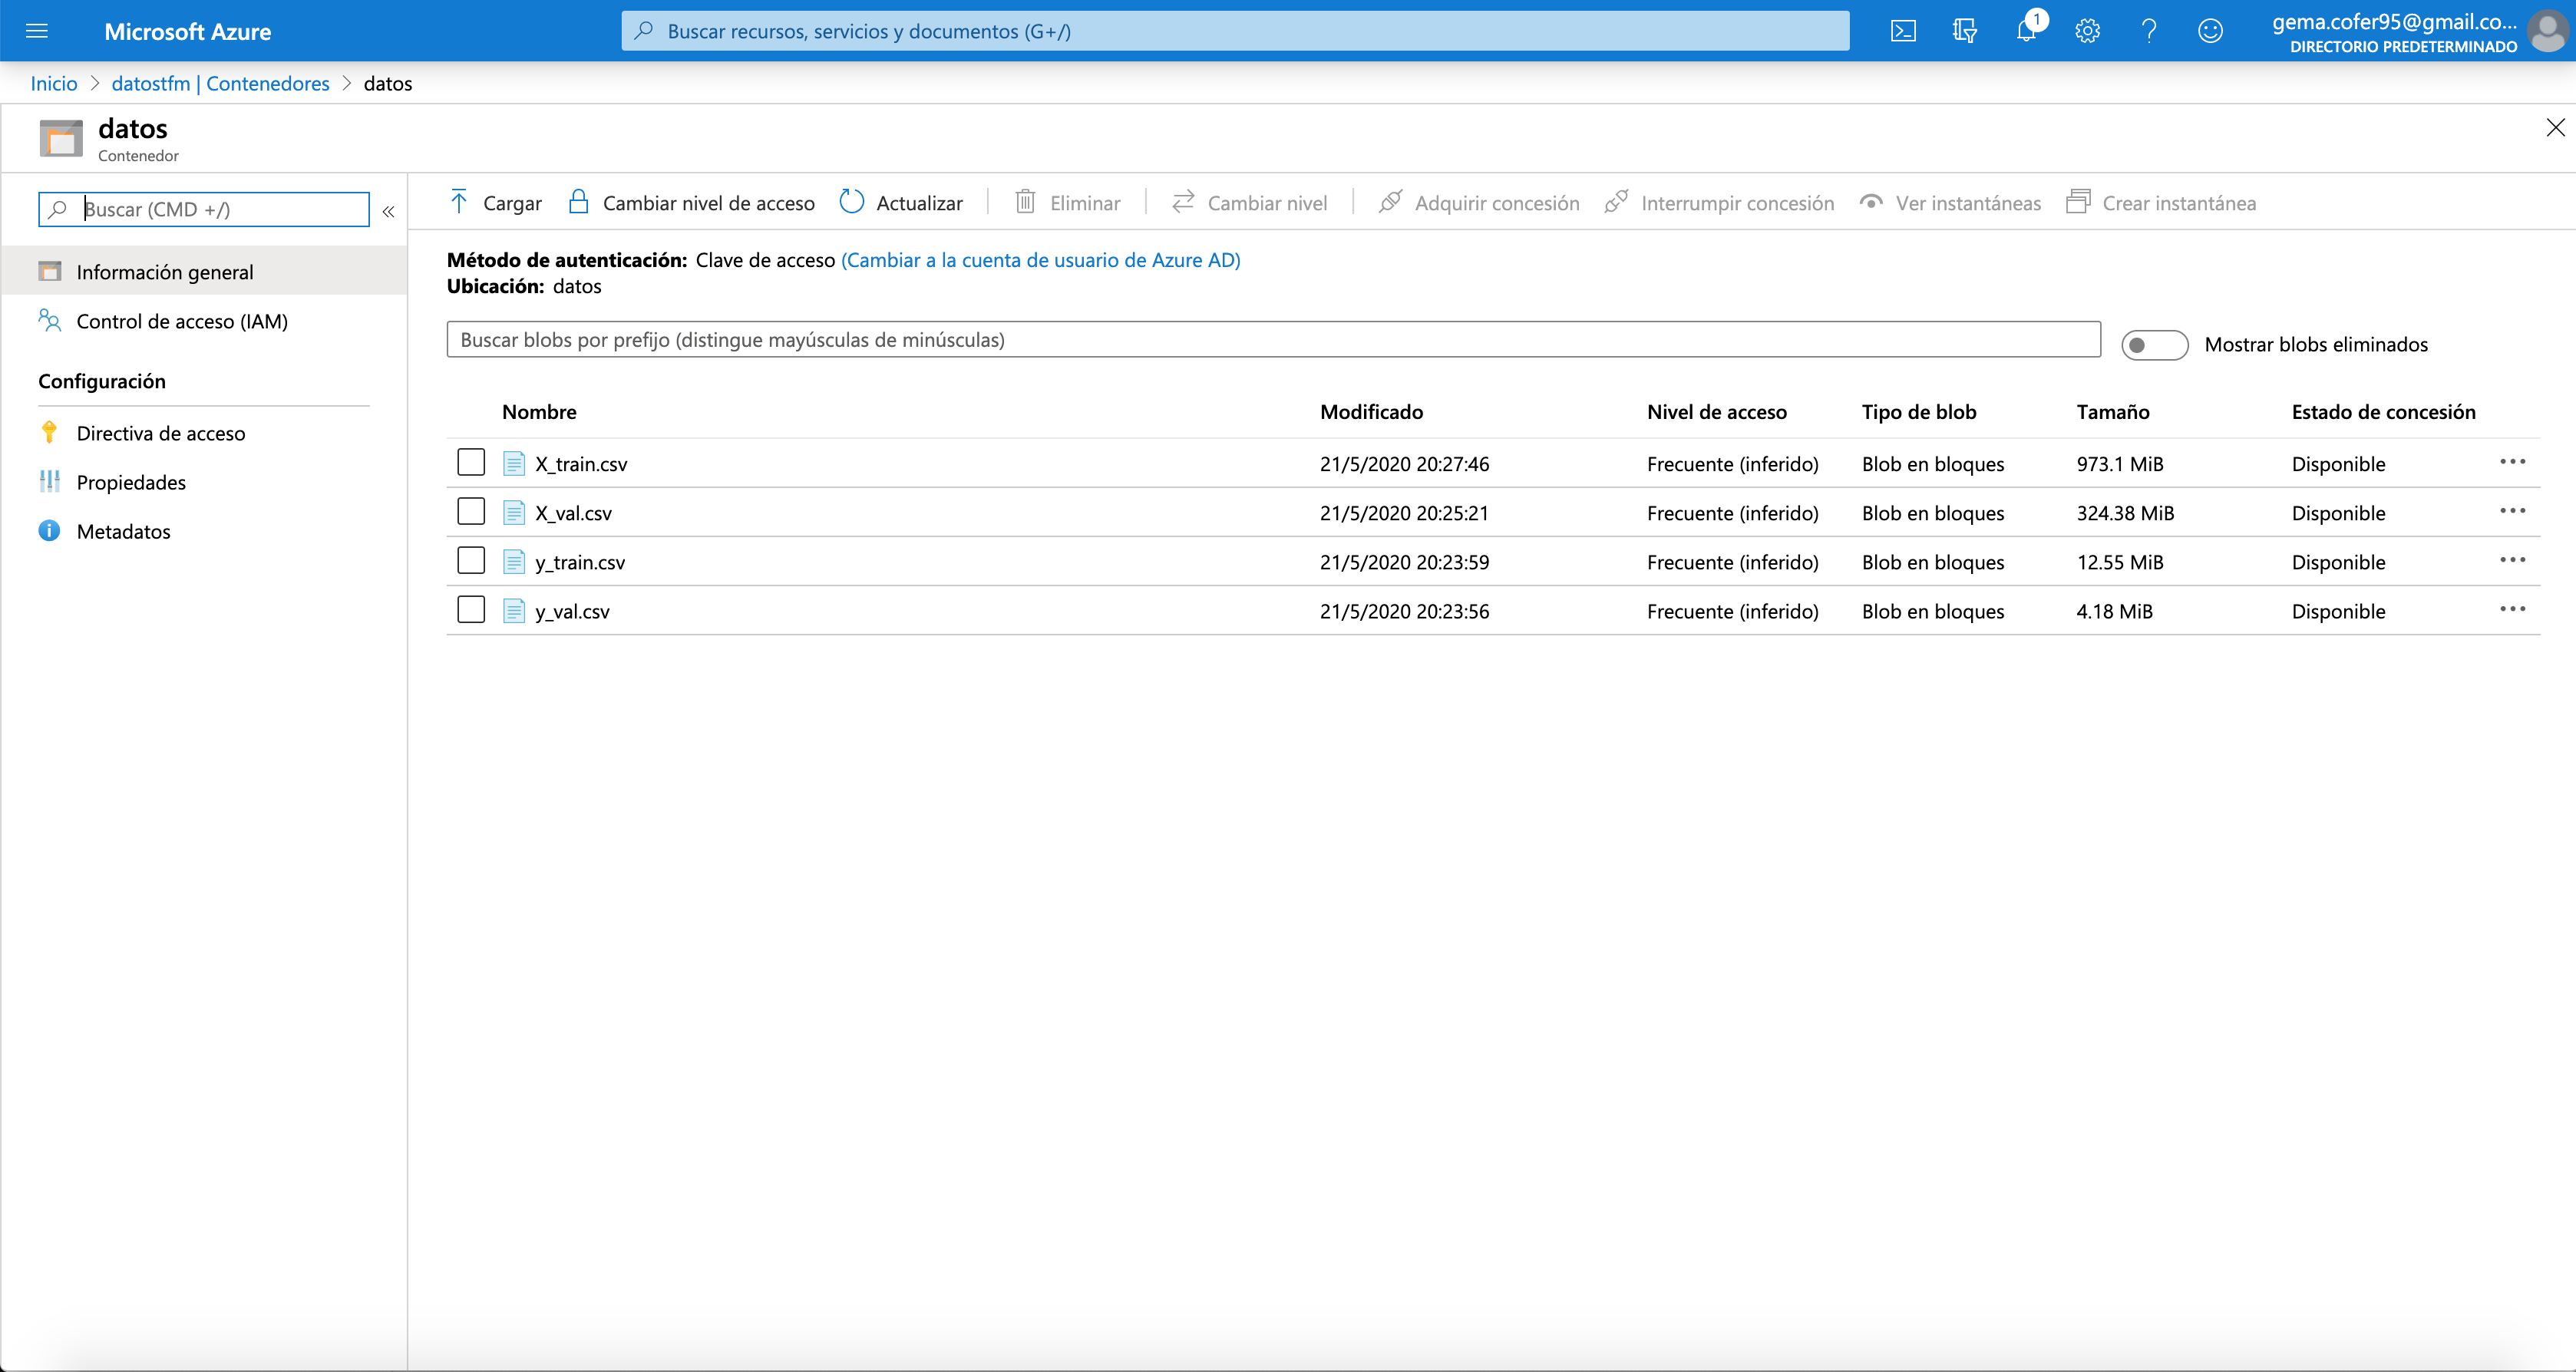 Microsoft Azure
Buscar recursos, servicios y documentos (G+/)
1
gema.cofer95@gmail.co...
DIRECTORIO PREDETERMINADO
Inicio > datostfm | Contenedores > datos
datos
Contenedor
Buscar (CMD +/)
«
Información general
Control de acceso (IAM)
Configuración
Directiva de acceso
Propiedades
Metadatos
Cargar Cambiar nivel de acceso Actualizar Eliminar Cambiar nivel Adquirir concesión Interrumpir concesión Ver instantáneas Crear instantánea
Método de autenticación: Clave de acceso (Cambiar a la cuenta de usuario de Azure AD)
Ubicación: datos
Buscar blobs por prefijo (distingue mayúsculas de minúsculas)
Mostrar blobs eliminados
Nombre Modificado Nivel de acceso Tipo de blob Tamaño Estado de concesión
X_train.csv 21/5/2020 20:27:46 Frecuente (inferido) Blob en bloques 973.1 MiB Disponible
X_val.csv 21/5/2020 20:25:21 Frecuente (inferido) Blob en bloques 324.38 MiB Disponible
y_train.csv 21/5/2020 20:23:59 Frecuente (inferido) Blob en bloques 12.55 MiB Disponible
y_val.csv 21/5/2020 20:23:56 Frecuente (inferido) Blob en bloques 4.18 MiB Disponible